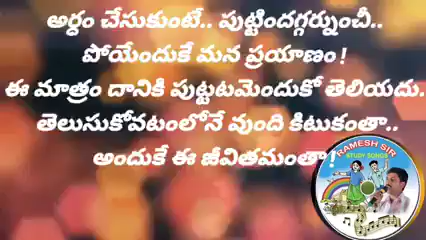 అర్ధం చేసుకుంటే.. పుట్టిందగ్గర్నుంచీ..
పోయేందుకే మన ప్రయాణం!
ఈ మాత్రం దానికి పుట్టటమెందుకో తెలియదు.
తెలుసుకోవటంలోనే వుంది కిటుకంతా..
అందుకే ఈ జీవితమంతా!
RAMESH SIR
STUDY SONGS